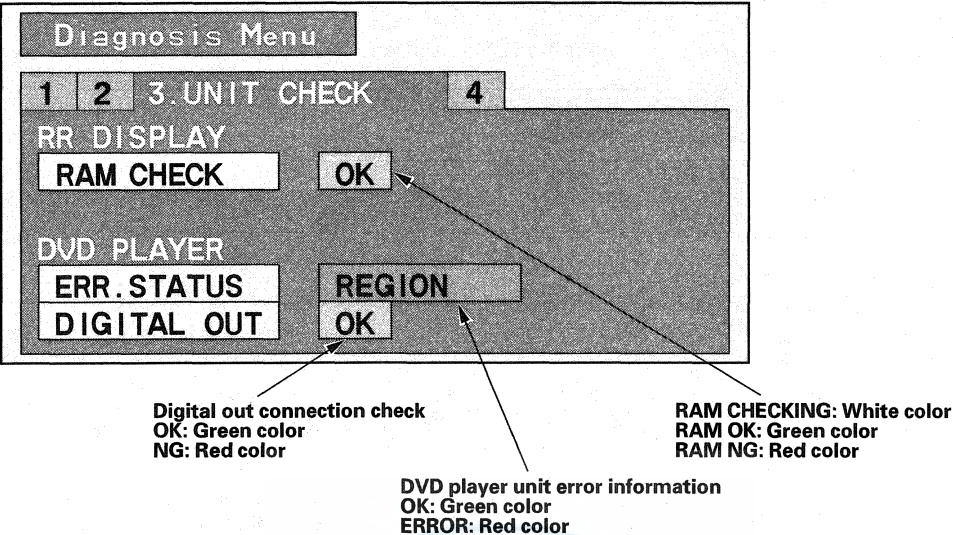 Diagnosis Menu
1 2 3.UNIT CHECK 4
RR DISPLAY
RAM CHECK OK
DVD PLAYER
ERR.STATUS REGION
DIGITAL OUT OK
Digital out connection check
OK: Green color
NG: Red color
RAM CHECKING: White color
RAM OK: Green color
RAM NG: Red color
DVD player unit error information
OK: Green color
ERROR: Red color